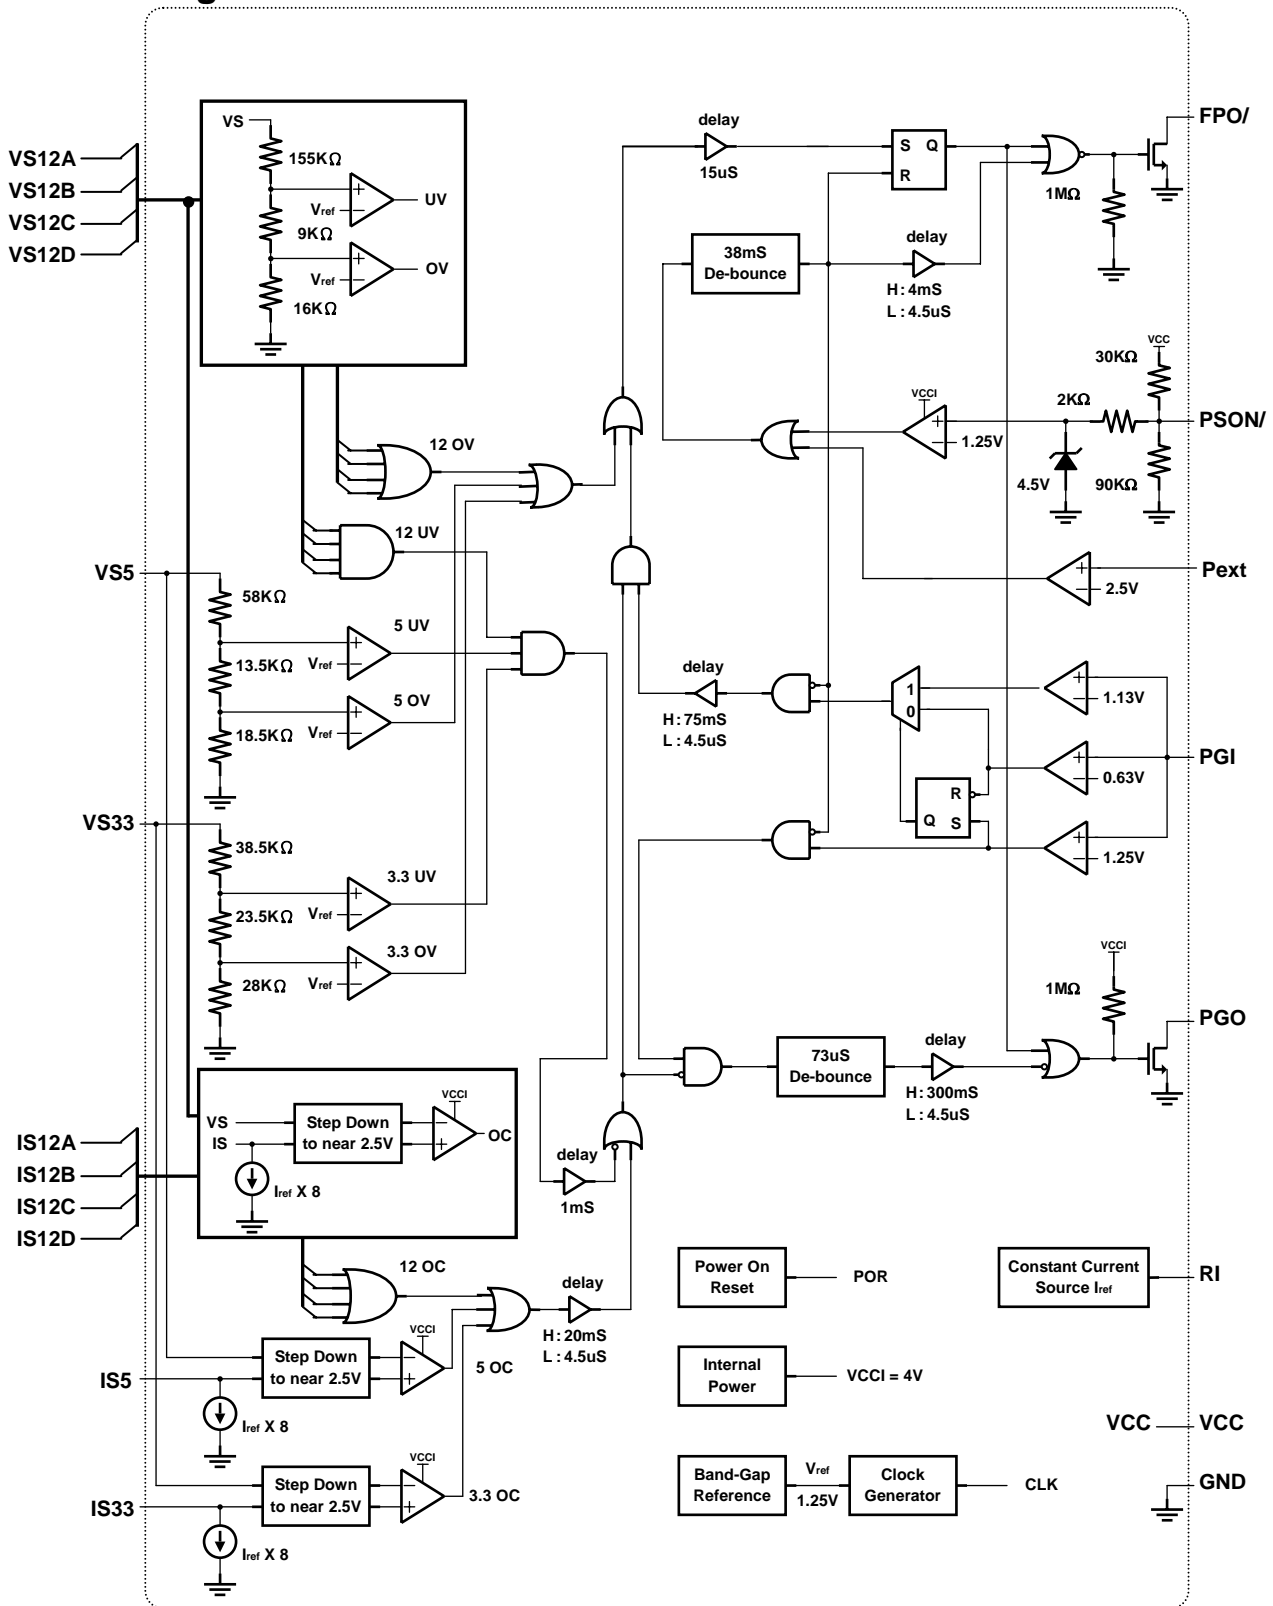 VS12A
VS12B
VS12C
VS12D
VS
155KΩ
Vref
UV
9KΩ
Vref
OV
16KΩ
12 OV
12 UV
delay
15uS
S Q
R
1MΩ
FPO/
38mS
De-bounce
delay
H : 4mS
L : 4.5uS
VCC
30KΩ
2KΩ
PSON/
VCCI
1.25V
4.5V
90KΩ
Pext
2.5V
VS5
58KΩ
5 UV
Vref
13.5KΩ
5 OV
Vref
18.5KΩ
delay
H : 75mS
L : 4.5uS
1
0
1.13V
PGI
0.63V
R
Q S
1.25V
VS33
38.5KΩ
3.3 UV
Vref
23.5KΩ
3.3 OV
Vref
28KΩ
VCCI
1MΩ
PGO
73uS
De-bounce
delay
H : 300mS
L : 4.5uS
IS12A
IS12B
IS12C
IS12D
VS
IS
Step Down
to near 2.5V
VCCI
OC
Iref X 8
delay
1mS
12 OC
delay
H : 20mS
L : 4.5uS
IS5
Step Down
to near 2.5V
VCCI
5 OC
Iref X 8
IS33
Step Down
to near 2.5V
VCCI
3.3 OC
Iref X 8
Power On
Reset
POR
Constant Current
Source Iref
RI
Internal
Power
VCCI = 4V
VCC
VCC
Band-Gap
Reference
Vref
1.25V
Clock
Generator
CLK
GND